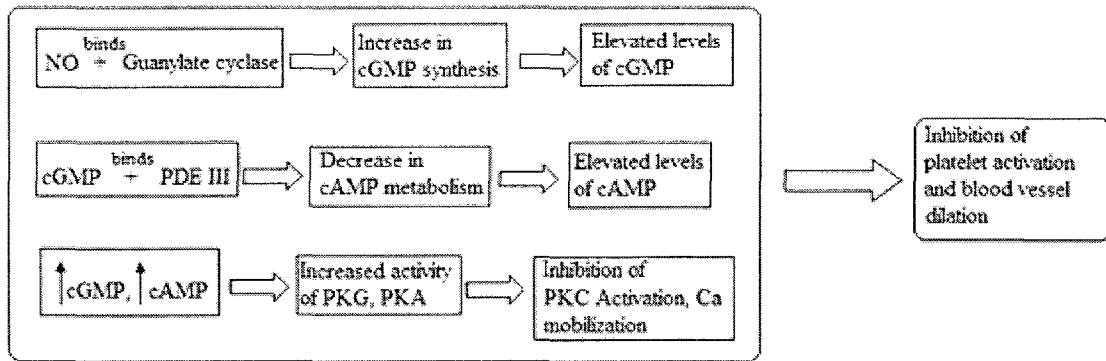 binds
NO + Guanylate cyclase
Increase in
cGMP synthesis
Elevated levels
of cGMP
binds
cGMP + PDE III
Decrease in
cAMP metabolism
Elevated levels
of cAMP
cGMP, cAMP
Increased activity
of PKG, PKA
Inhibition of
PKC Activation, Ca
mobilization
Inhibition of
platelet activation
and blood vessel
dilation